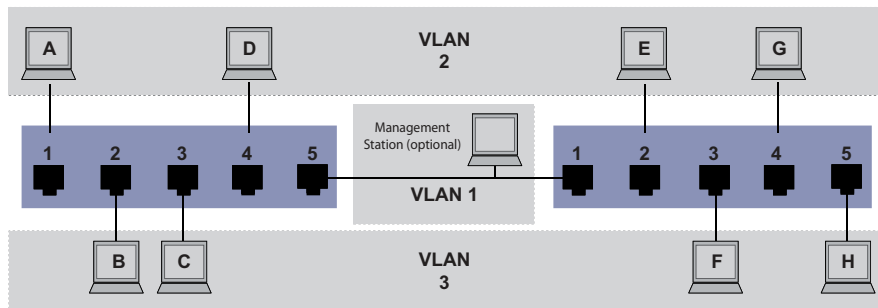 A
D
VLAN
2
E
G
Management
Station (optional)
1 2 3 4 5
1 2 3 4 5
VLAN 1
B
C
VLAN
3
F
H